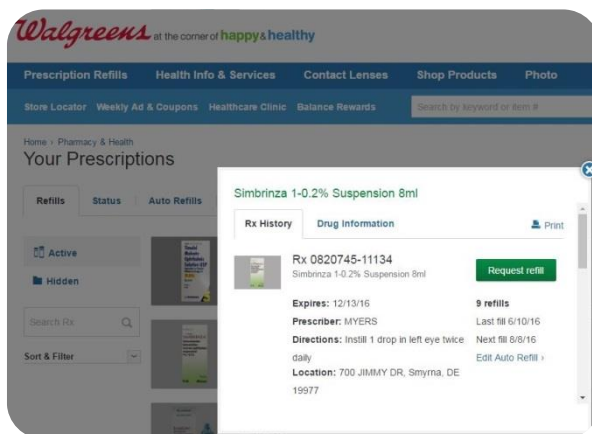 Walgreens at the corner of happy & healthy
Prescription Refills Health Info & Services Contact Lenses Shop Products Photo
Store Locator Weekly Ad & Coupons Healthcare Clinic Balance Rewards Search by keyword or item #
Home › Pharmacy & Health
Your Prescriptions
Refills Status Auto Refills
Active
Hidden
Search Rx
Sort & Filter
Simbrinza 1-0.2% Suspension 8ml
Rx History Drug Information Print
Rx 0820745-11134
Simbrinza 1-0.2% Suspension 8ml
Request refill
Expires: 12/13/16 9 refills
Prescriber: MYERS Last fill 6/10/16
Directions: Instill 1 drop in left eye twice Next fill 8/8/16
daily Edit Auto Refill ›
Location: 700 JIMMY DR, Smyrna, DE
19977